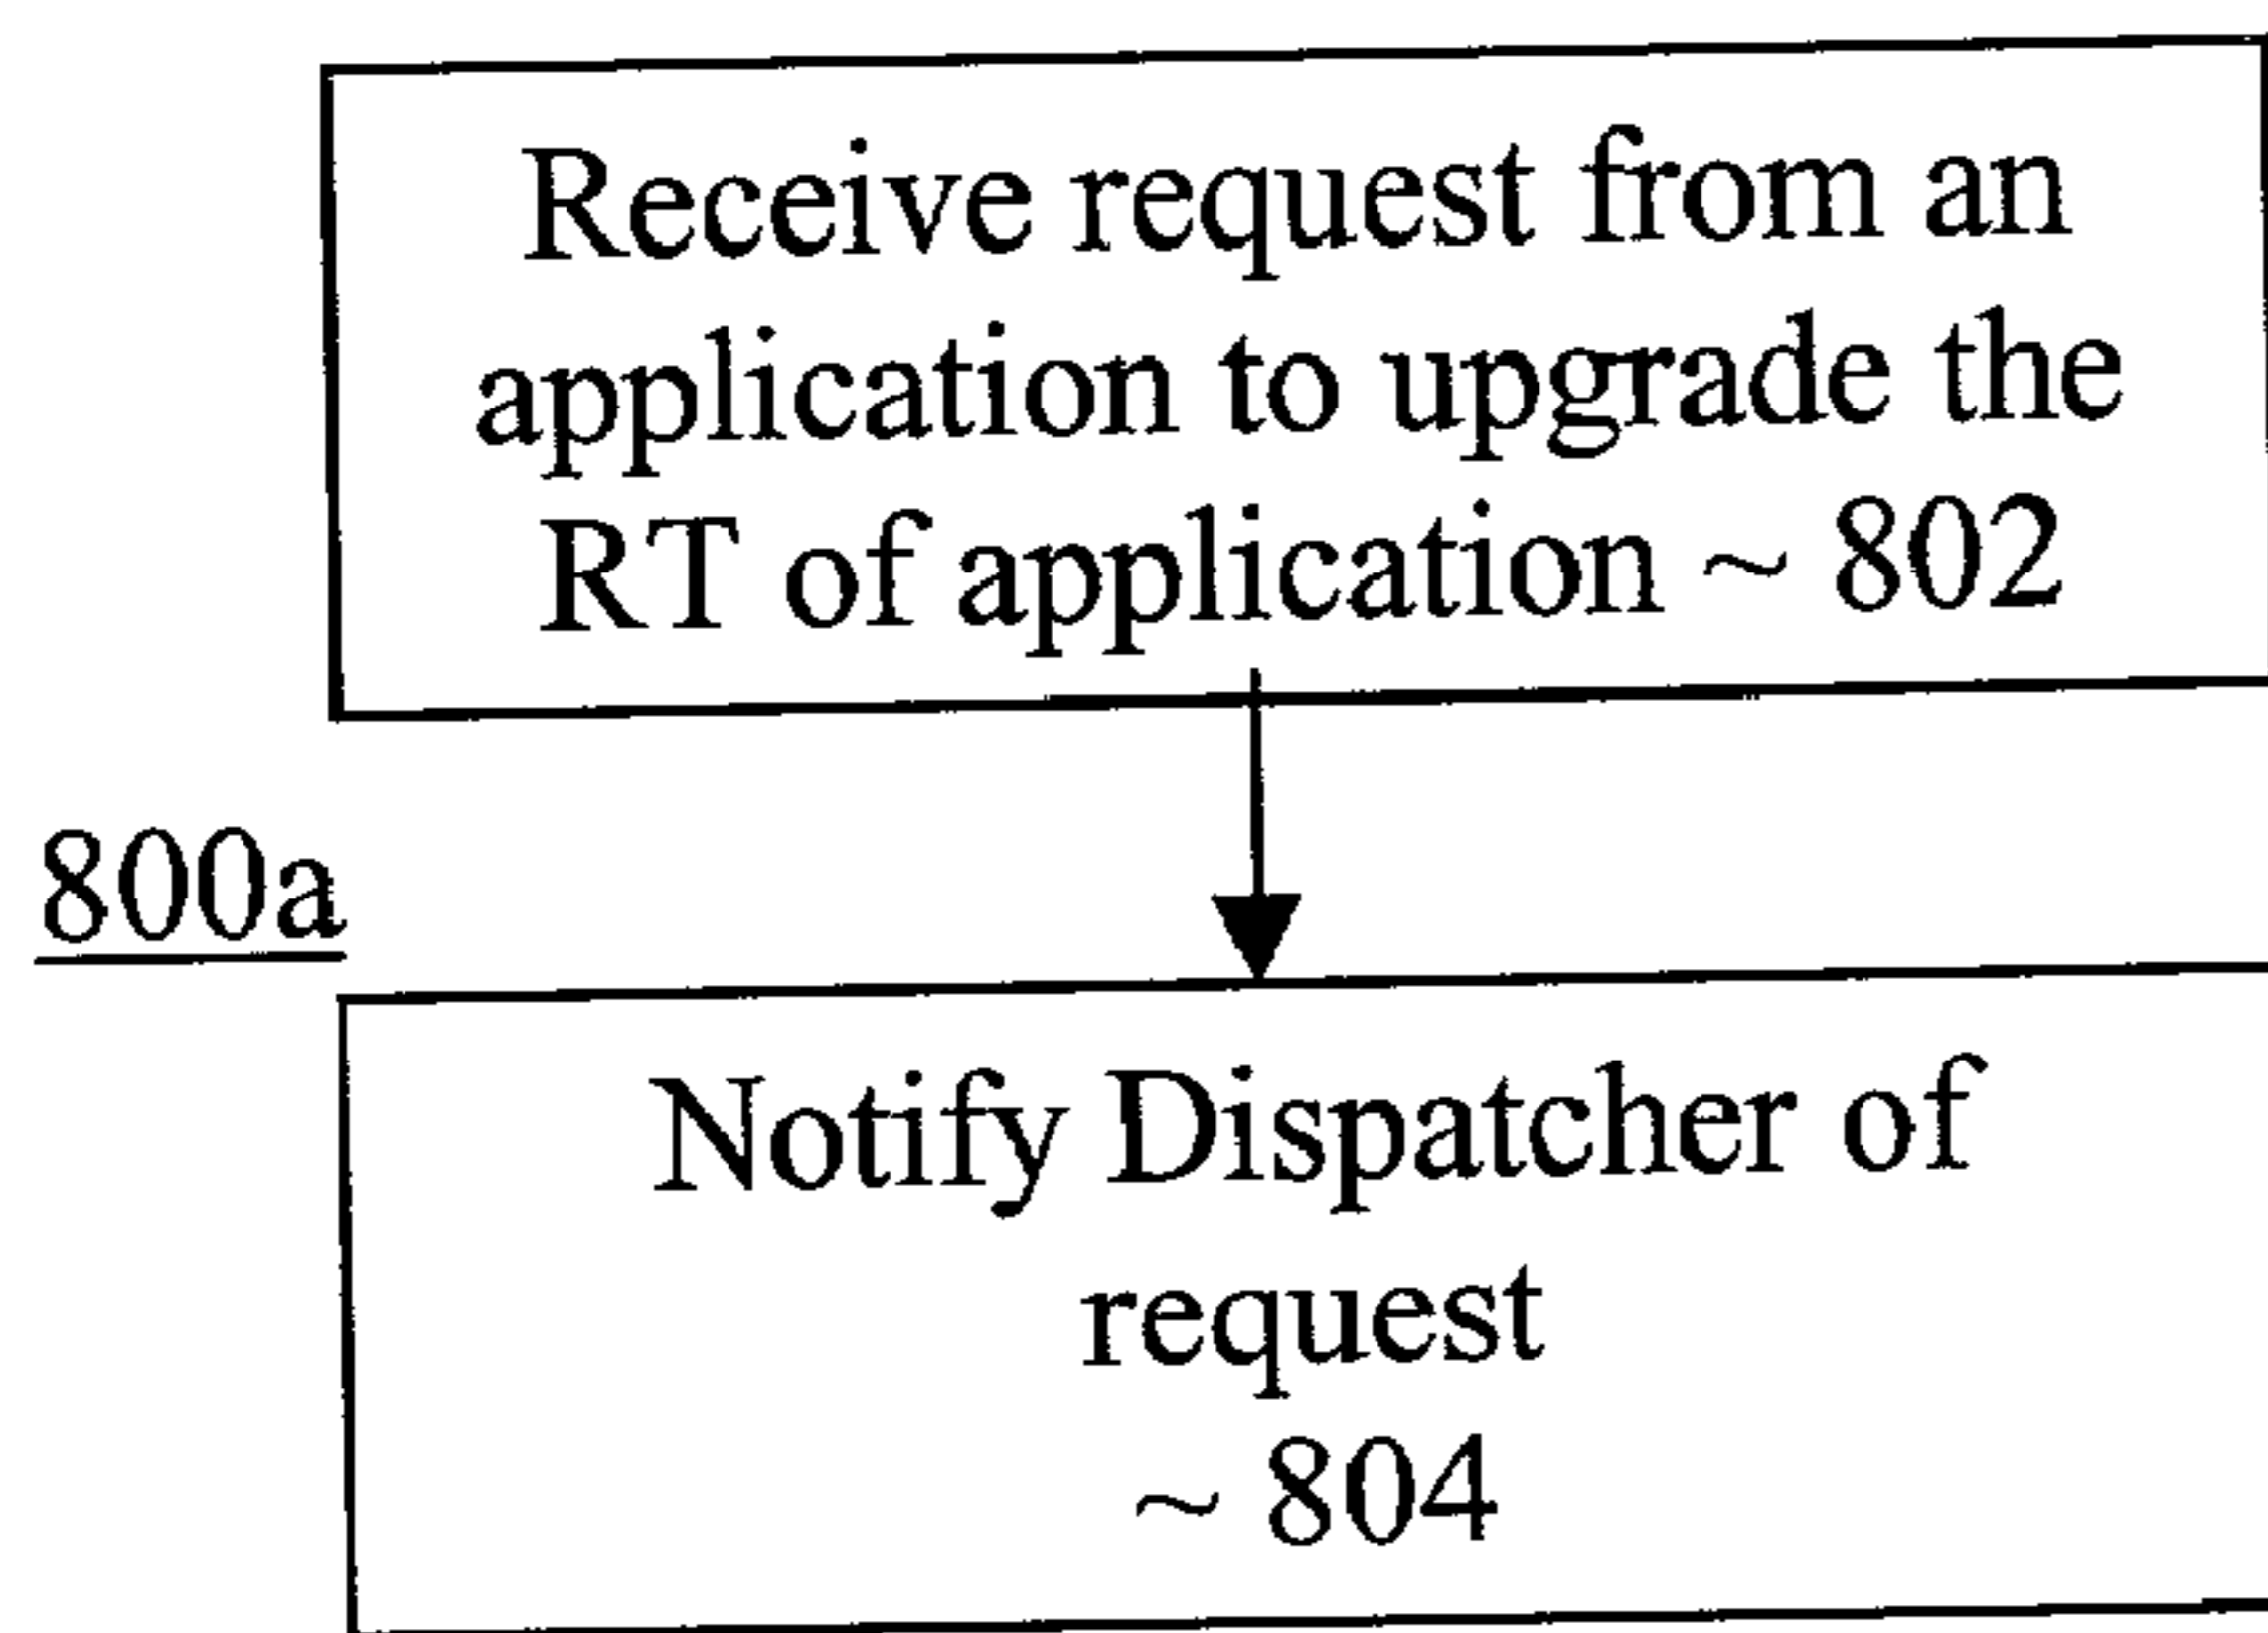 Receive request from an
application to upgrade the
RT of application ~ 802
800a
Notify Dispatcher of
request
~ 804